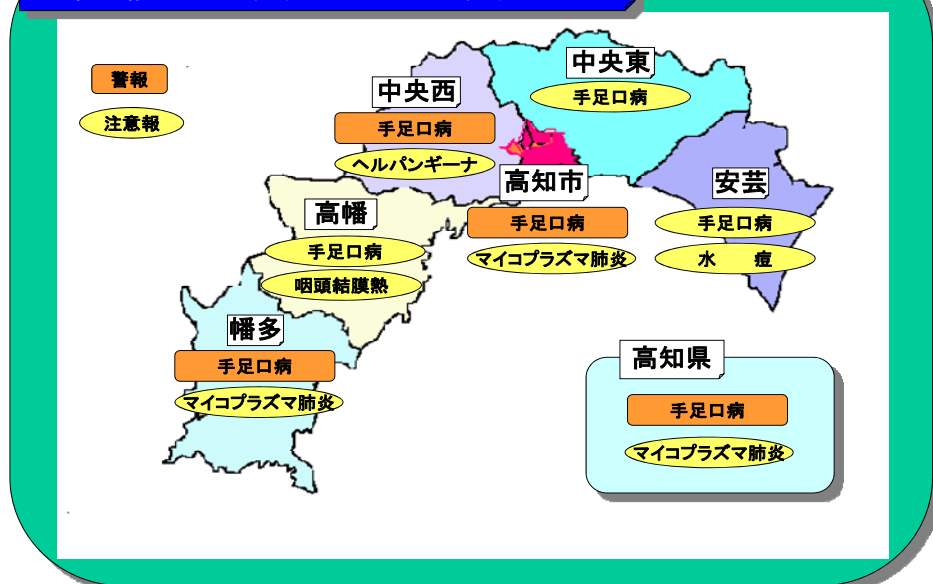 警報
注意報
中央東
手足口病
中央西
手足口病
ヘルパンギーナ
高知市
手足口病
マイコプラズマ肺炎
安芸
手足口病
水 痘
高幡
手足口病
咽頭結膜熱
幡多
手足口病
マイコプラズマ肺炎
高知県
手足口病
マイコプラズマ肺炎